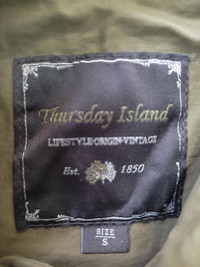 Thursday Island
LIFESTYLE·ORIGIN·VINTAGE
Est. 1850
SIZE
S